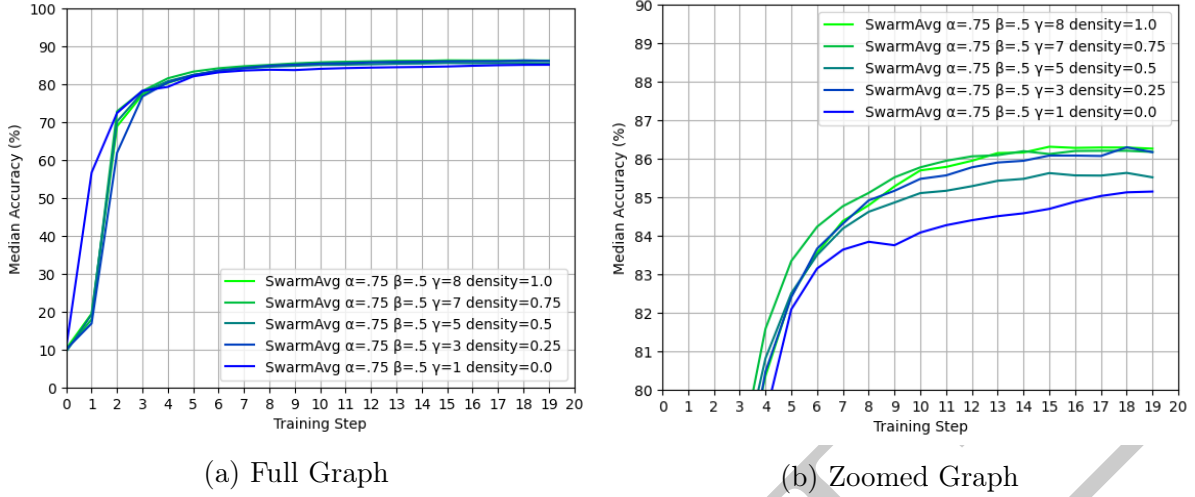 100
90
80
70
60
50
40
30
20
10
0
Median Accuracy (%)
SwarmAvg α=.75 β=.5 γ=8 density=1.0
SwarmAvg α=.75 β=.5 γ=7 density=0.75
SwarmAvg α=.75 β=.5 γ=5 density=0.5
SwarmAvg α=.75 β=.5 γ=3 density=0.25
SwarmAvg α=.75 β=.5 γ=1 density=0.0
0 1 2 3 4 5 6 7 8 9 10 11 12 13 14 15 16 17 18 19 20
Training Step
(a) Full Graph
90
89
88
87
86
85
84
83
82
81
80
Median Accuracy (%)
SwarmAvg α=.75 β=.5 γ=8 density=1.0
SwarmAvg α=.75 β=.5 γ=7 density=0.75
SwarmAvg α=.75 β=.5 γ=5 density=0.5
SwarmAvg α=.75 β=.5 γ=3 density=0.25
SwarmAvg α=.75 β=.5 γ=1 density=0.0
0 1 2 3 4 5 6 7 8 9 10 11 12 13 14 15 16 17 18 19 20
Training Step
(b) Zoomed Graph